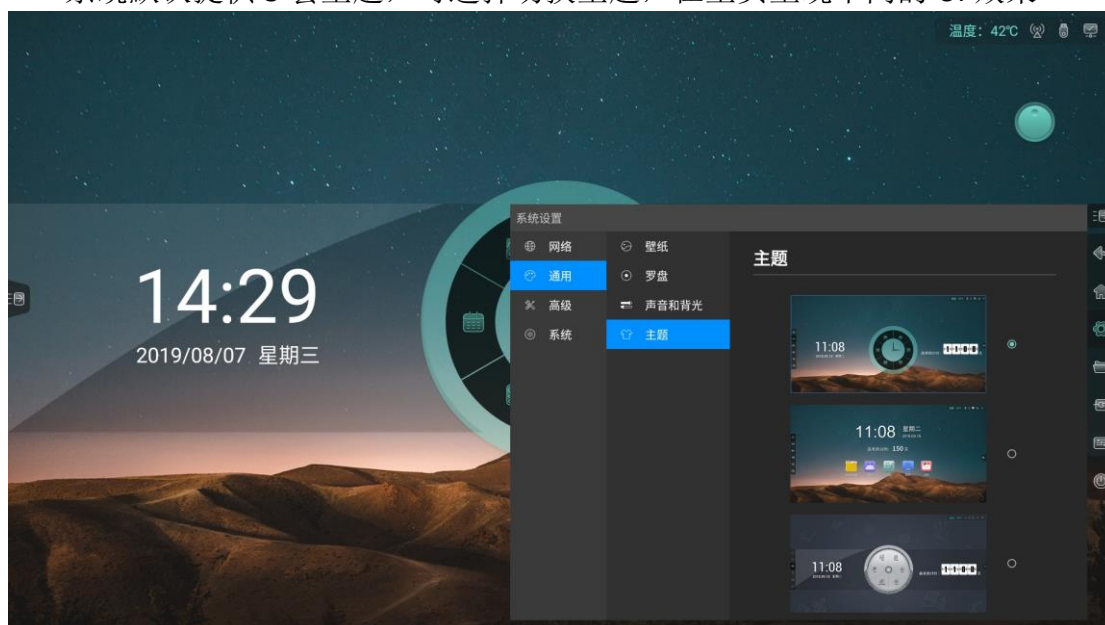 温度：42℃
14:29
2019/08/07 星期三
系统设置
网络
通用
高级
系统
壁纸
罗盘
声音和背光
主题
主题
11:08
11:08 星期二
150
11:08